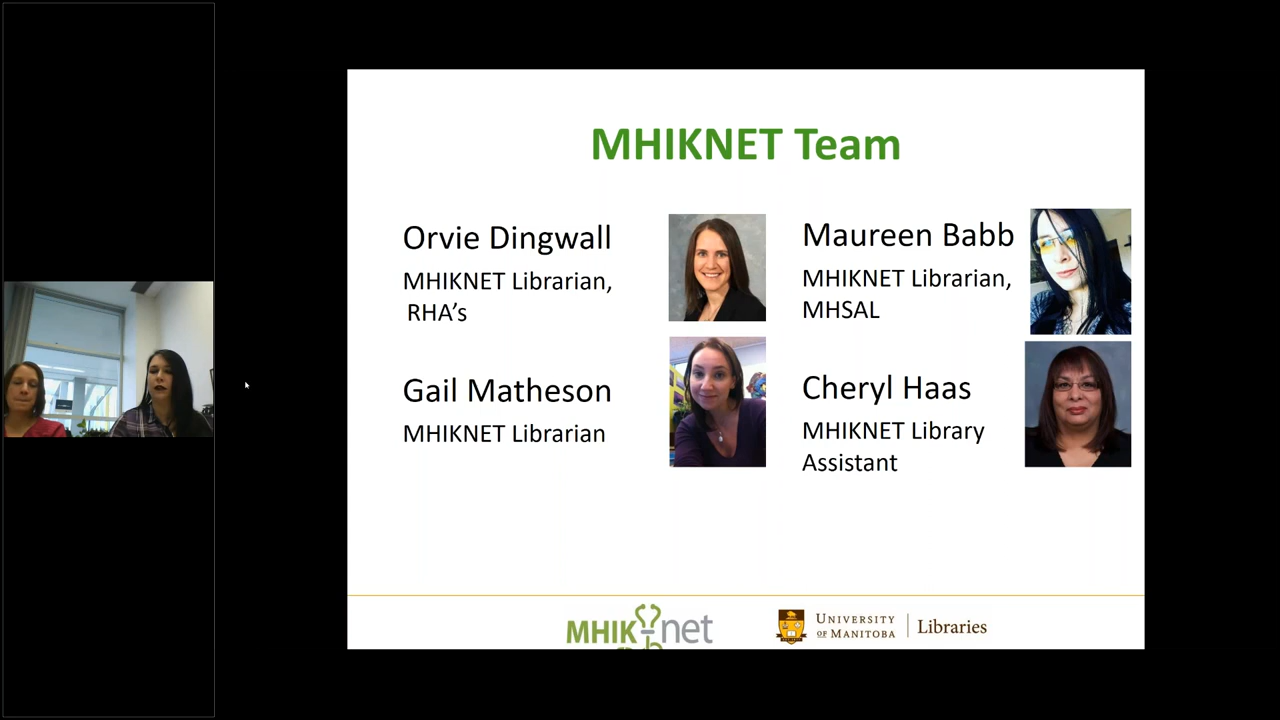 MHIKNET Team
Orvie Dingwall
MHIKNET Librarian,
RHA's
Maureen Babb
MHIKNET Librarian,
MHSAL
Gail Matheson
MHIKNET Librarian
Cheryl Haas
MHIKNET Library
Assistant
MHIK net
UNIVERSITY
OF MANITOBA
Libraries